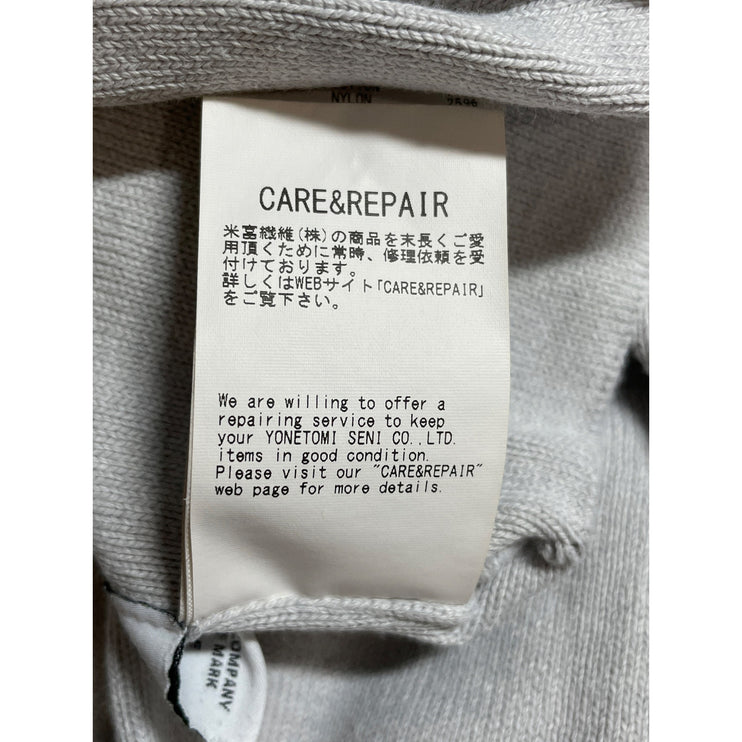 NYLON 25%
CARE&REPAIR
米富繊維(株)の商品を末長くご愛
用頂くために常時、修理依頼を受
付けております。
詳しくはWEBサイト「CARE&REPAIR」
をご覧下さい。
We are willing to offer a
repairing service to keep
your YONETOMI SENI CO.,LTD.
items in good condition.
Please visit our "CARE&REPAIR"
web page for more details.
COMPANY
MARK